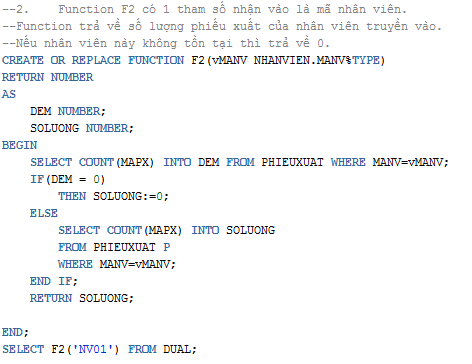 --2.    Function F2 có 1 tham số nhận vào là mã nhân viên.
--Function trả về số lượng phiếu xuất của nhân viên truyền vào.
--Nếu nhân viên này không tồn tại thì trả về 0.
CREATE OR REPLACE FUNCTION F2(vMANV NHANVIEN.MANV%TYPE)
RETURN NUMBER
AS
    DEM NUMBER;
    SOLUONG NUMBER;
BEGIN
    SELECT COUNT(MAPX) INTO DEM FROM PHIEUXUAT WHERE MANV=vMANV;
    IF(DEM = 0)
        THEN SOLUONG:=0;
    ELSE
        SELECT COUNT(MAPX) INTO SOLUONG
        FROM PHIEUXUAT P
        WHERE MANV=vMANV;
    END IF;
    RETURN SOLUONG;
END;
SELECT F2('NV01') FROM DUAL;